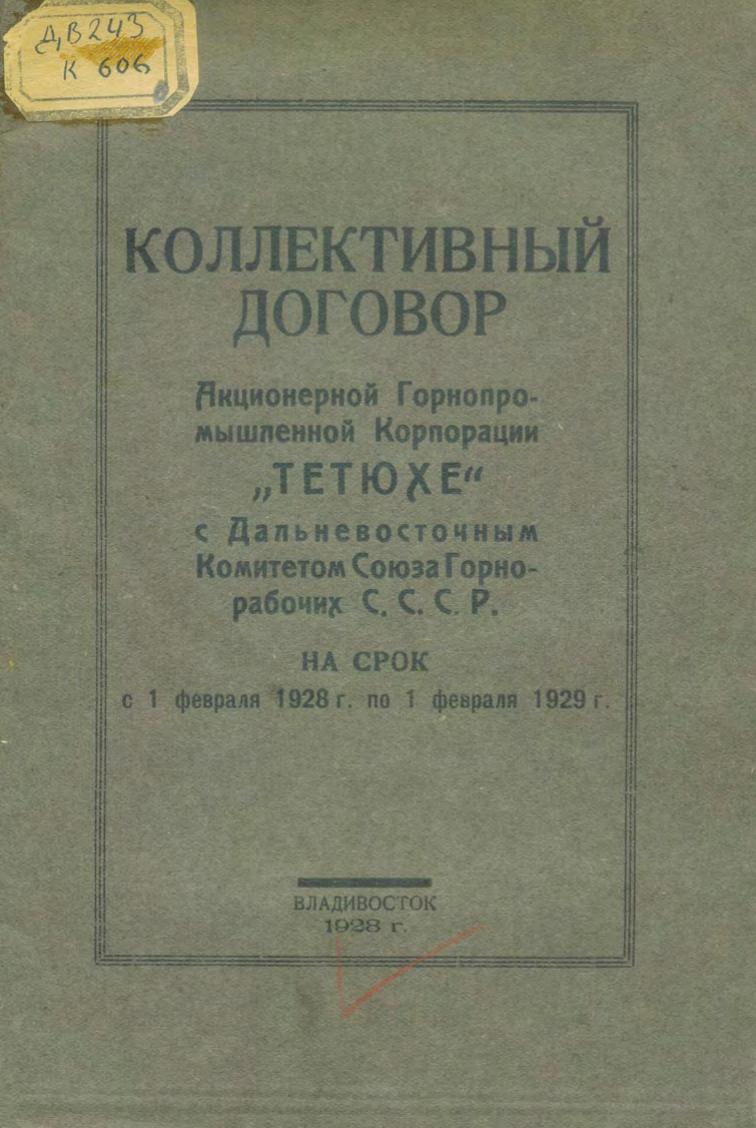 ДВ243
К 606
КОЛЛЕКТИВНЫЙ
ДОГОВОР
Акционерной Горнопро-
мышленной Корпорации
„ТЕТЮХЕ“
с Дальневосточным
Комитетом Союза Горно-
рабочих С. С. С. Р.
НА СРОК
с 1 февраля 1928 г. по 1 февраля 1929 г.
ВЛАДИВОСТОК
1928 г.